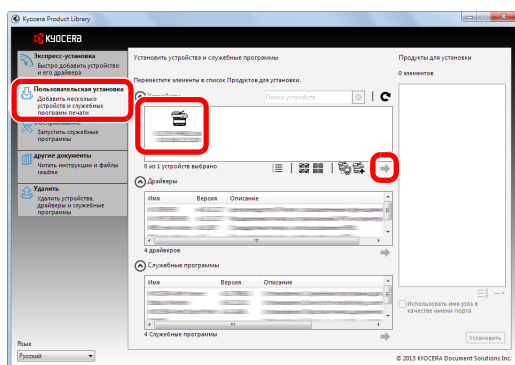 Kyocera Product Library
KYOCERA
Экспресс-установка
Быстро добавить устройство
и его драйвера
Пользовательская установка
Добавить несколько
устройств и служебных
программ печати
Обслуживание
Запустить служебные
программы
Другие документы
Читать инструкции и файлы
readme
Удалить
Удалить устройства,
драйверы и служебные
программы
Язык
Русский
Установить устройства и служебные программы
Переместите элементы в список Продуктов для установки.
Устройства
Поиск устройств
0 из 1 устройств выбрано
Драйверы
Имя Версия Описание
4 драйверов
Служебные программы
Имя Версия Описание
4 Служебные программы
Продукты для установки
0 элементов
Использовать имя узла в
качестве имени порта
Установить
© 2013 KYOCERA Document Solutions Inc.